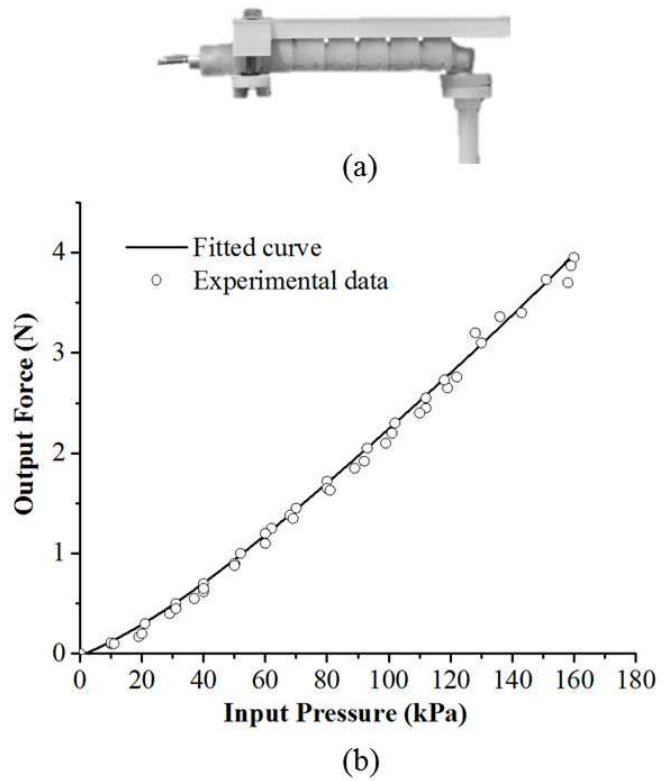 (a)
4
3
2
1
0
Output Force (N)
Fitted curve
Experimental data
0 20 40 60 80 100 120 140 160 180
Input Pressure (kPa)
(b)